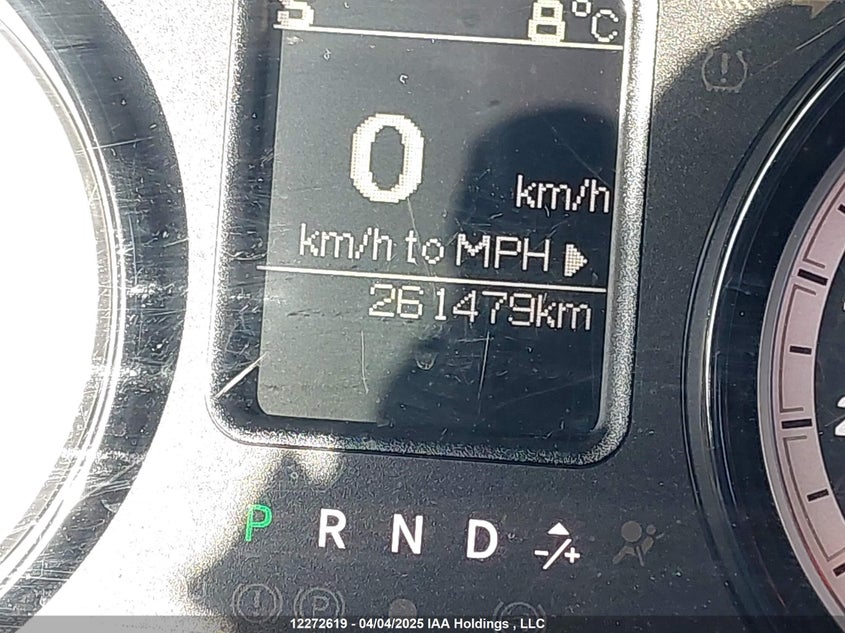 S 8°C
0 km/h
km/h to MPH
261479km
P R N D -/+
12272619 - 04/04/2025 IAA Holdings , LLC